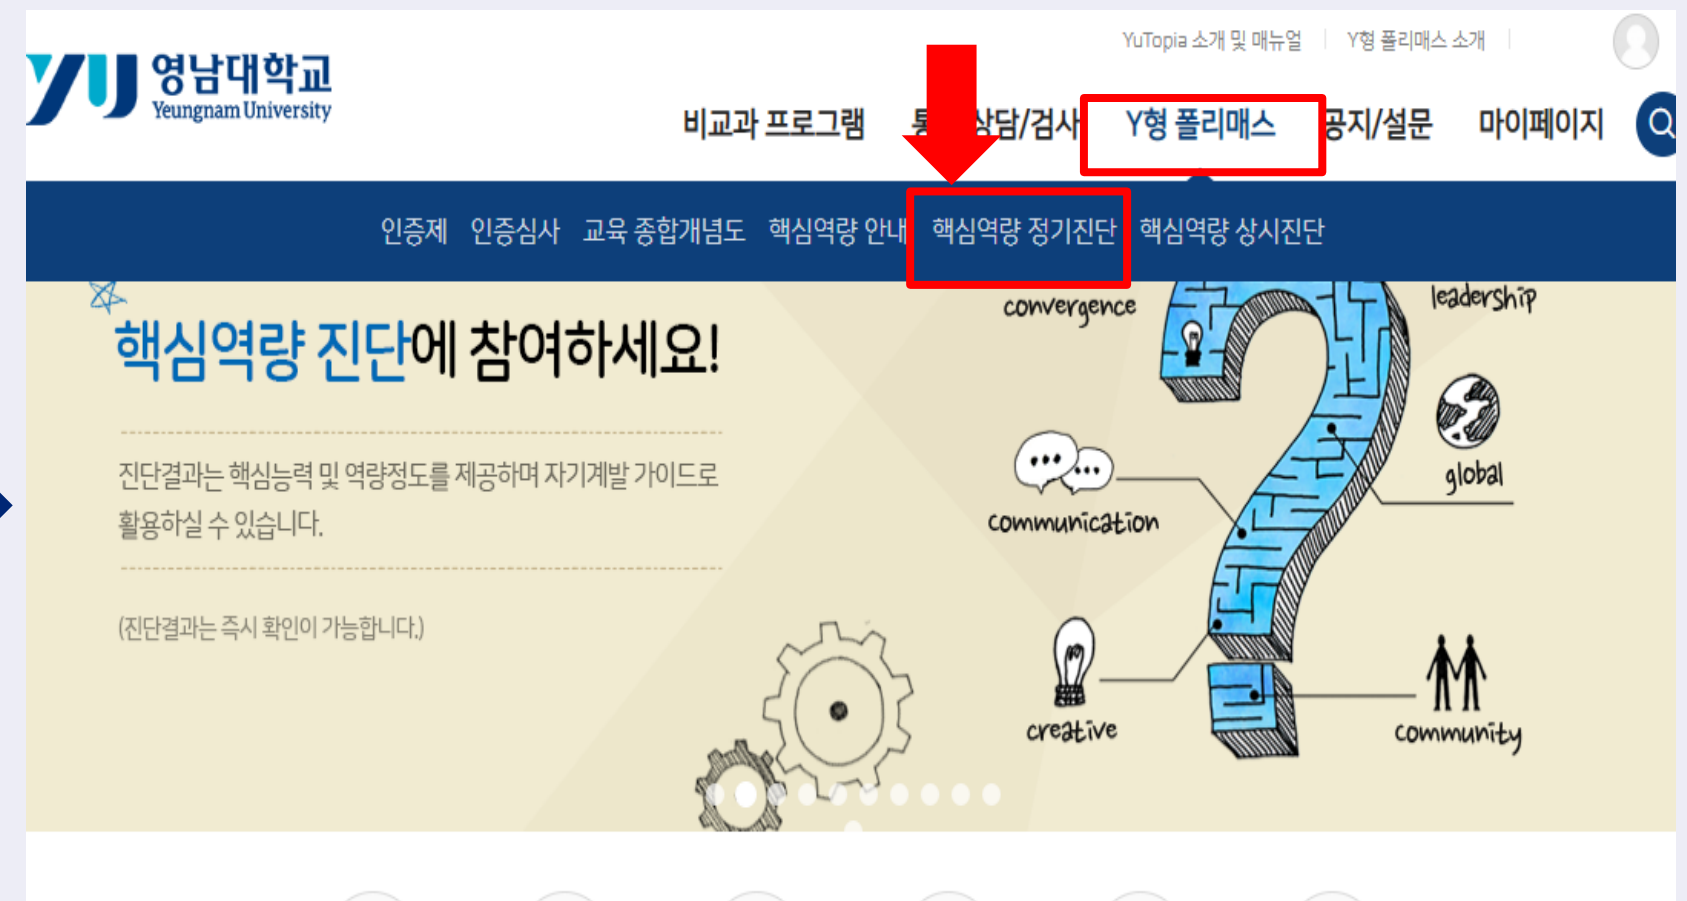 YuTopia 소개 및 매뉴얼 Y형 폴리매스 소개
YU 영남대학교
Yeungnam University
비교과 프로그램 상담/검사 Y형 폴리매스 공지/설문 마이페이지
인증제 인증심사 교육 종합개념도 핵심역량 안내 핵심역량 정기진단 핵심역량 상시진단
convergence
leadership
핵심역량 진단에 참여하세요!
진단결과는 핵심능력 및 역량정도를 제공하며 자기계발 가이드로
활용하실 수 있습니다.
global
communication
(진단결과는 즉시 확인이 가능합니다.)
creative
community